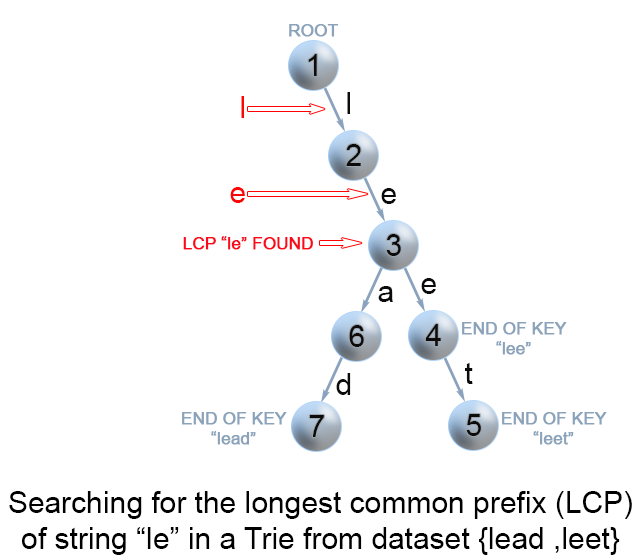 ROOT
1
l
l
2
e
e
LCP “le” FOUND
3
a
e
6
4
END OF KEY
“lee”
d
t
END OF KEY
“lead”
7
5
END OF KEY
“leet”
Searching for the longest common prefix (LCP)
of string “le” in a Trie from dataset {lead ,leet}